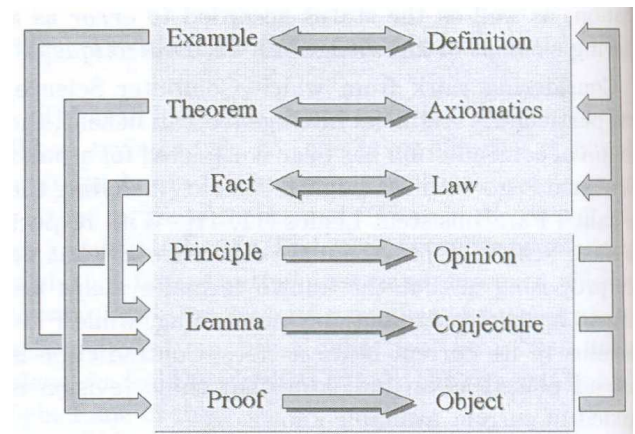 Example Definition
Theorem Axiomatics
Fact Law
Principle Opinion
Lemma Conjecture
Proof Object